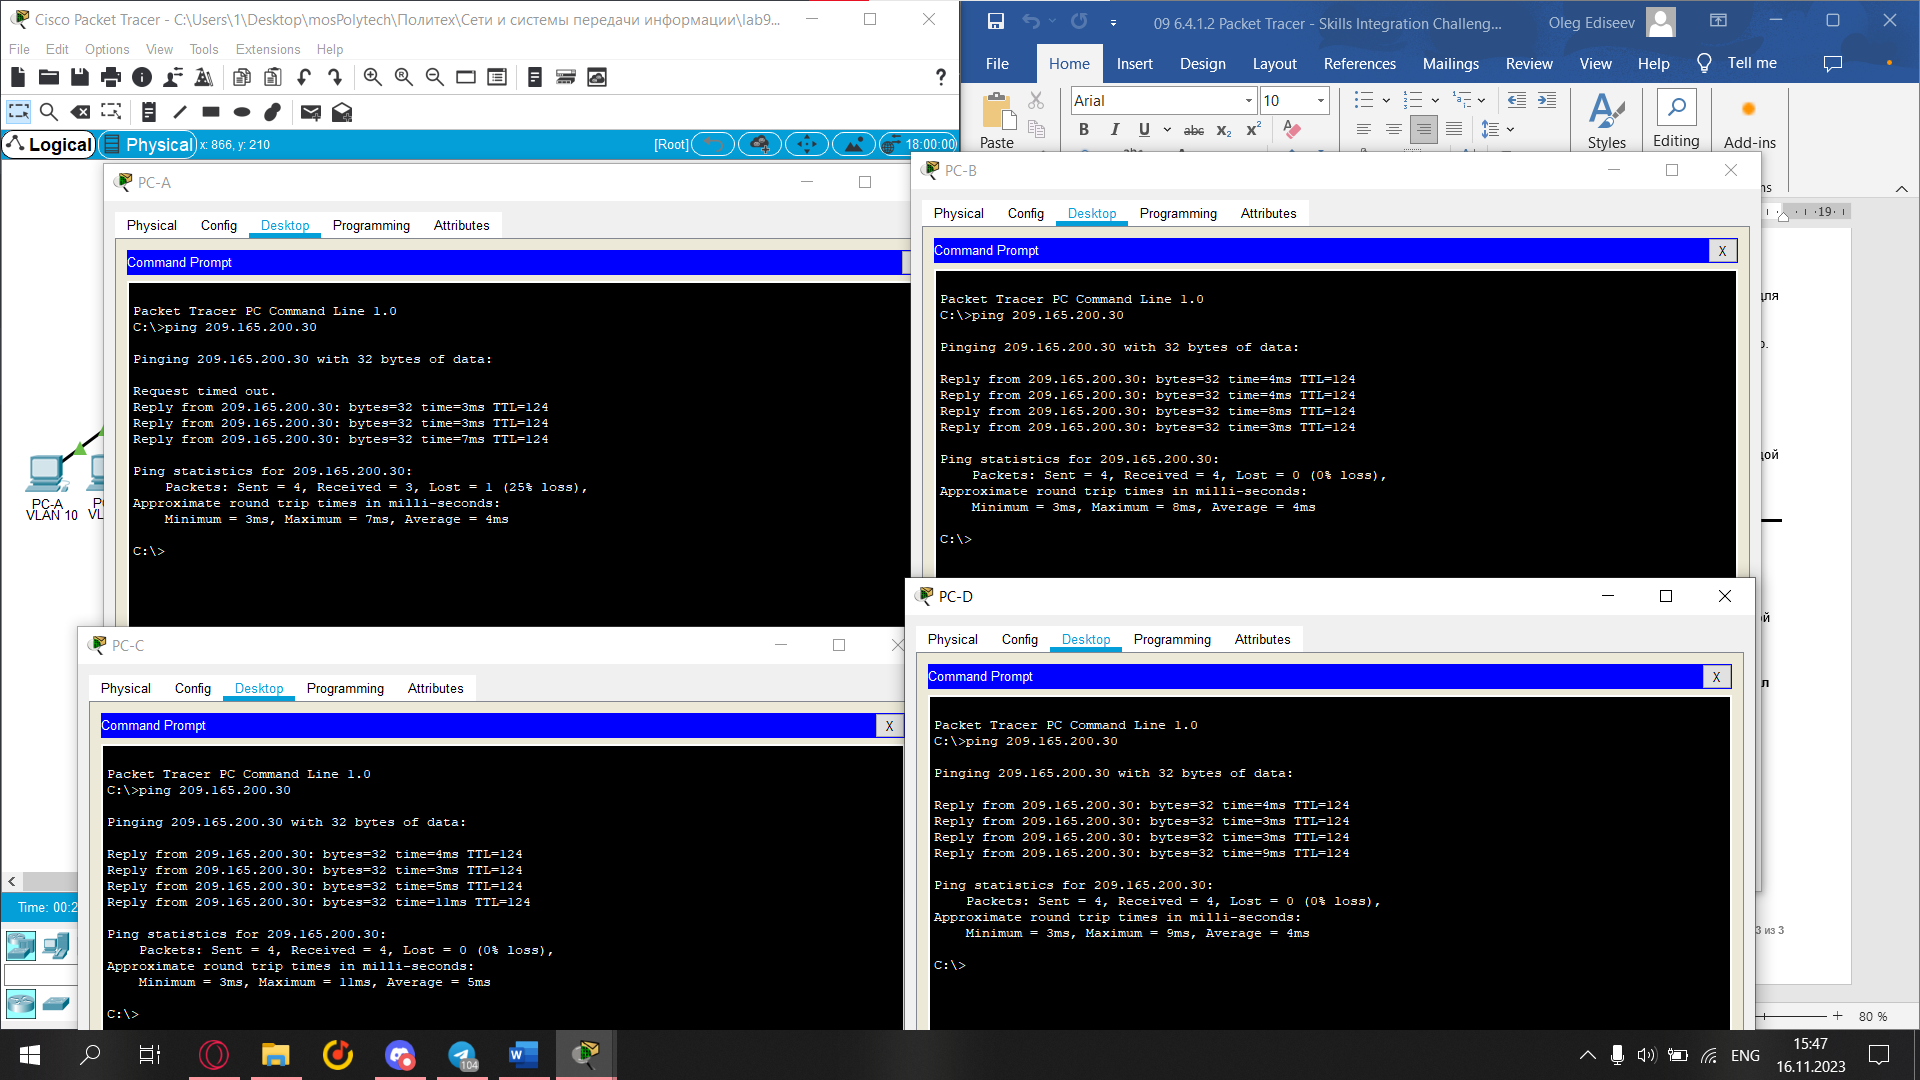 Cisco Packet Tracer - C:\Users\1\Desktop\mosPolytech\Политех\Сети и системы передачи информации\lab9...
File Edit Options View Tools Extensions Help
Logical
Physical
x: 866, y: 210
[Root]
18:00:00
PC-A
VLAN 10
VL
Time: 00:2
09 6.4.1.2 Packet Tracer - Skills Integration Challeng...
Oleg Ediseev
File Home Insert Design Layout References Mailings Review View Help Tell me
Paste
Arial
10
Styles
Editing
Add-ins
19
3 из 3
80 %
PC-A
Physical Config Desktop Programming Attributes
Command Prompt
Packet Tracer PC Command Line 1.0
C:\>ping 209.165.200.30
Pinging 209.165.200.30 with 32 bytes of data:
Request timed out.
Reply from 209.165.200.30: bytes=32 time=3ms TTL=124
Reply from 209.165.200.30: bytes=32 time=3ms TTL=124
Reply from 209.165.200.30: bytes=32 time=7ms TTL=124
Ping statistics for 209.165.200.30:
Packets: Sent = 4, Received = 3, Lost = 1 (25% loss),
Approximate round trip times in milli-seconds:
Minimum = 3ms, Maximum = 7ms, Average = 4ms
C:\>
PC-B
Physical Config Desktop Programming Attributes
Command Prompt
X
Packet Tracer PC Command Line 1.0
C:\>ping 209.165.200.30
Pinging 209.165.200.30 with 32 bytes of data:
Reply from 209.165.200.30: bytes=32 time=4ms TTL=124
Reply from 209.165.200.30: bytes=32 time=4ms TTL=124
Reply from 209.165.200.30: bytes=32 time=8ms TTL=124
Reply from 209.165.200.30: bytes=32 time=3ms TTL=124
Ping statistics for 209.165.200.30:
Packets: Sent = 4, Received = 4, Lost = 0 (0% loss),
Approximate round trip times in milli-seconds:
Minimum = 3ms, Maximum = 8ms, Average = 4ms
C:\>
PC-C
Physical Config Desktop Programming Attributes
Command Prompt
X
Packet Tracer PC Command Line 1.0
C:\>ping 209.165.200.30
Pinging 209.165.200.30 with 32 bytes of data:
Reply from 209.165.200.30: bytes=32 time=4ms TTL=124
Reply from 209.165.200.30: bytes=32 time=3ms TTL=124
Reply from 209.165.200.30: bytes=32 time=5ms TTL=124
Reply from 209.165.200.30: bytes=32 time=11ms TTL=124
Ping statistics for 209.165.200.30:
Packets: Sent = 4, Received = 4, Lost = 0 (0% loss),
Approximate round trip times in milli-seconds:
Minimum = 3ms, Maximum = 11ms, Average = 5ms
C:\>
PC-D
Physical Config Desktop Programming Attributes
Command Prompt
X
Packet Tracer PC Command Line 1.0
C:\>ping 209.165.200.30
Pinging 209.165.200.30 with 32 bytes of data:
Reply from 209.165.200.30: bytes=32 time=4ms TTL=124
Reply from 209.165.200.30: bytes=32 time=3ms TTL=124
Reply from 209.165.200.30: bytes=32 time=3ms TTL=124
Reply from 209.165.200.30: bytes=32 time=9ms TTL=124
Ping statistics for 209.165.200.30:
Packets: Sent = 4, Received = 4, Lost = 0 (0% loss),
Approximate round trip times in milli-seconds:
Minimum = 3ms, Maximum = 9ms, Average = 4ms
C:\>
104
ENG
15:47
16.11.2023